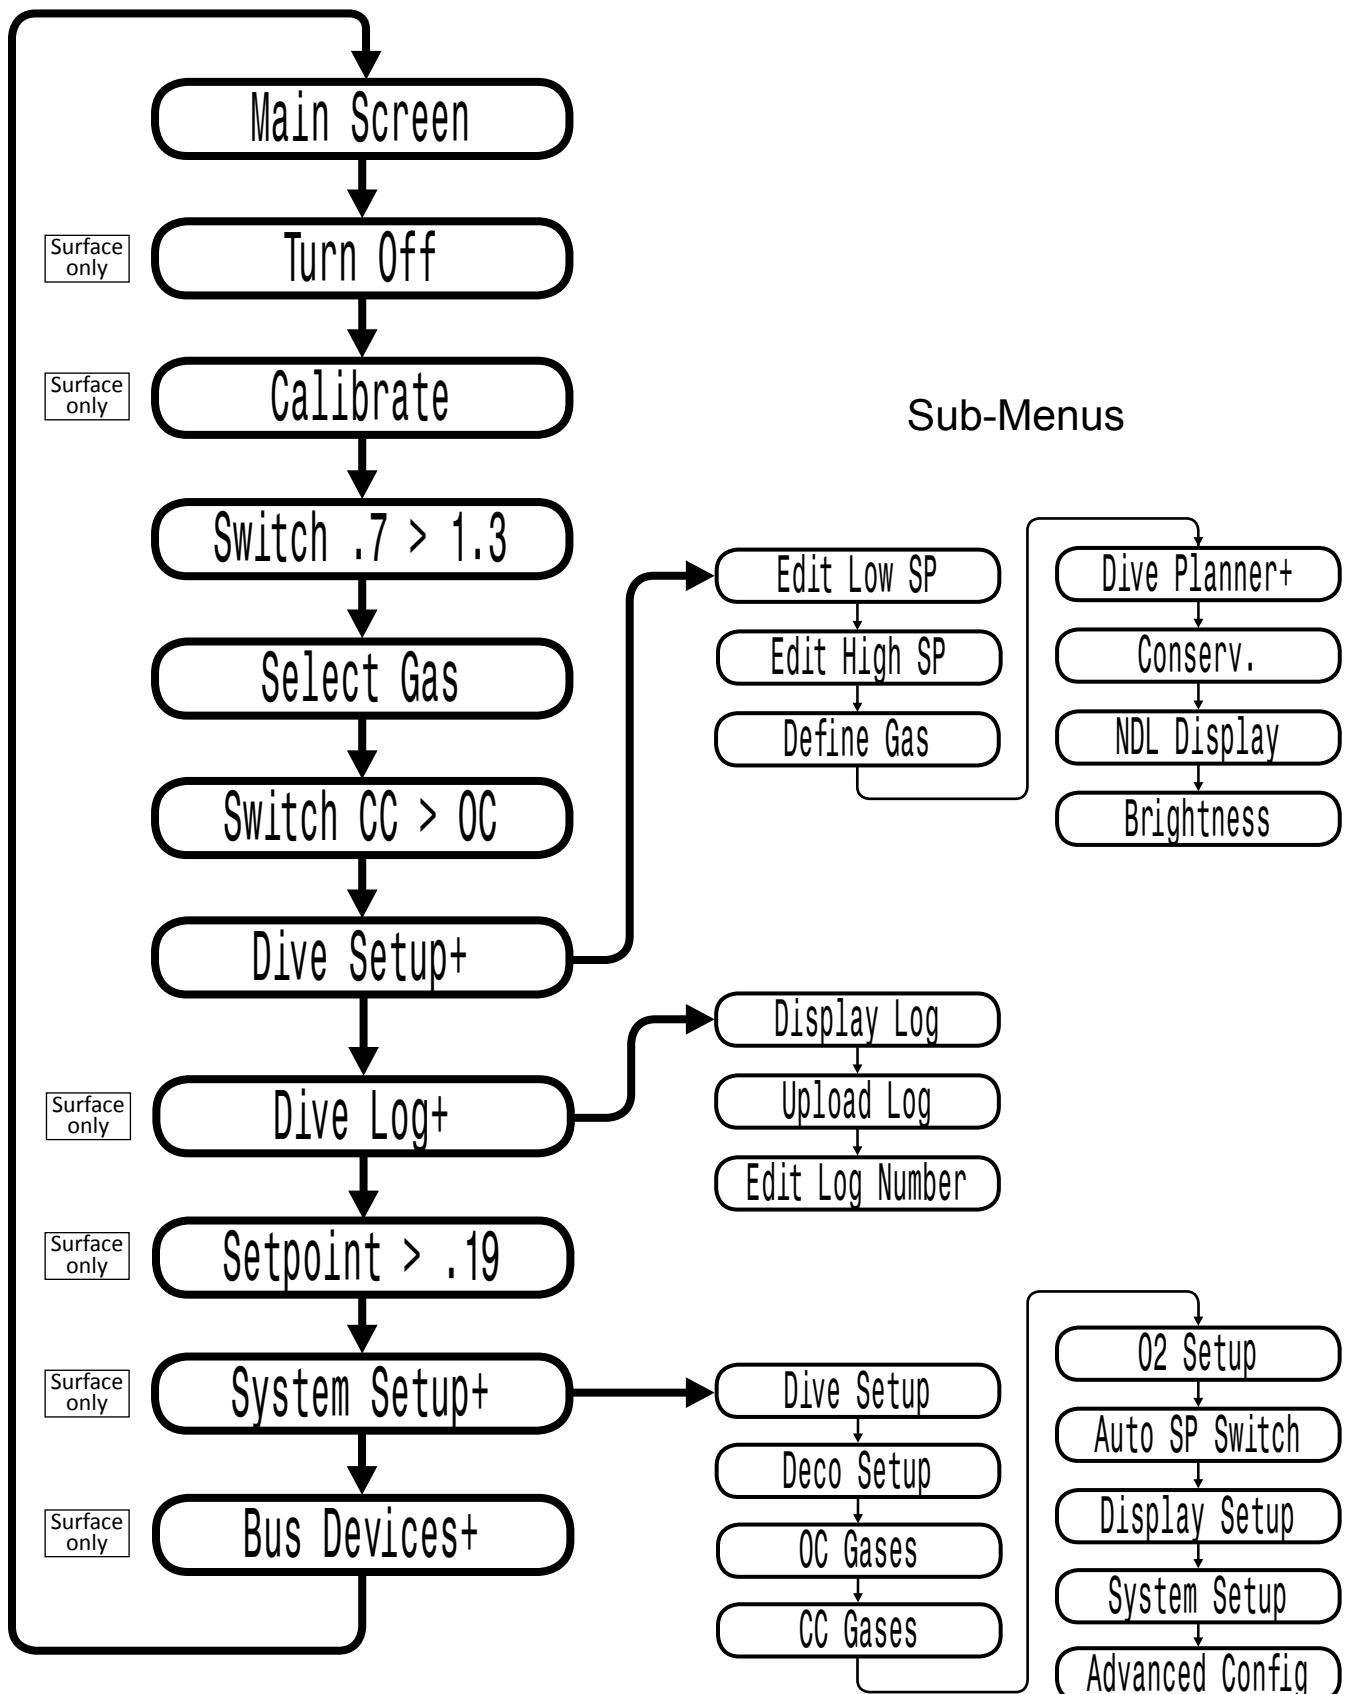 Main Screen
Surface
only
Turn Off
Surface
only
Calibrate
Switch .7 > 1.3
Select Gas
Switch CC > OC
Dive Setup+
Surface
only
Dive Log+
Surface
only
Setpoint > .19
Surface
only
System Setup+
Surface
only
Bus Devices+
Sub-Menus
Edit Low SP
Edit High SP
Define Gas
Dive Planner+
Conserv.
NDL Display
Brightness
Display Log
Upload Log
Edit Log Number
Dive Setup
Deco Setup
OC Gases
CC Gases
O2 Setup
Auto SP Switch
Display Setup
System Setup
Advanced Config